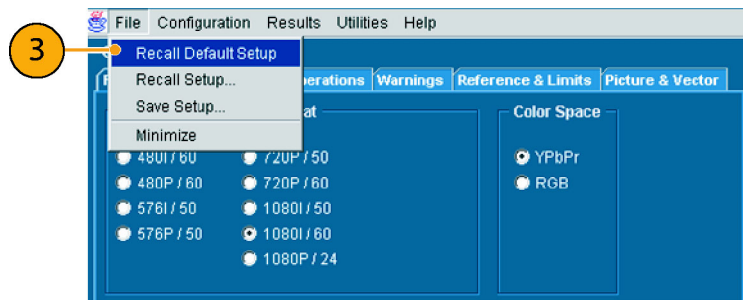 File Configuration Results Utilities Help
3
Recall Default Setup
Recall Setup...
Save Setup...
Minimize
perations Warnings Reference & Limits Picture & Vector
at
Color Space
480I / 60 720P / 50 YPbPr
480P / 60 720P / 60 RGB
576I / 50 1080I / 50
576P / 50 1080I / 60
1080P / 24